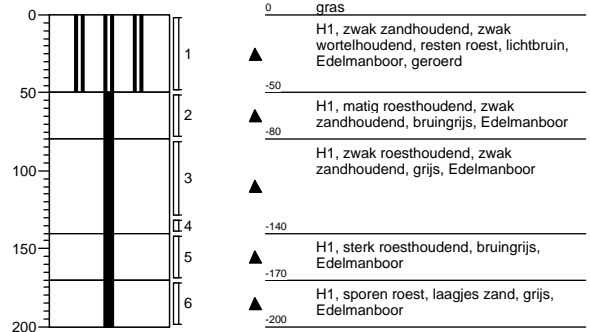 0
50
100
150
200
1
2
3
4
5
6
0
gras
H1, zwak zandhoudend, zwak
wortelhoudend, resten roest, lichtbruin,
Edelmanboor, geroerd
-50
H1, matig roesthoudend, zwak
zandhoudend, bruingrijs, Edelmanboor
-80
H1, zwak roesthoudend, zwak
zandhoudend, grijs, Edelmanboor
-140
H1, sterk roesthoudend, bruingrijs,
Edelmanboor
-170
H1, sporen roest, laagjes zand, grijs,
Edelmanboor
-200